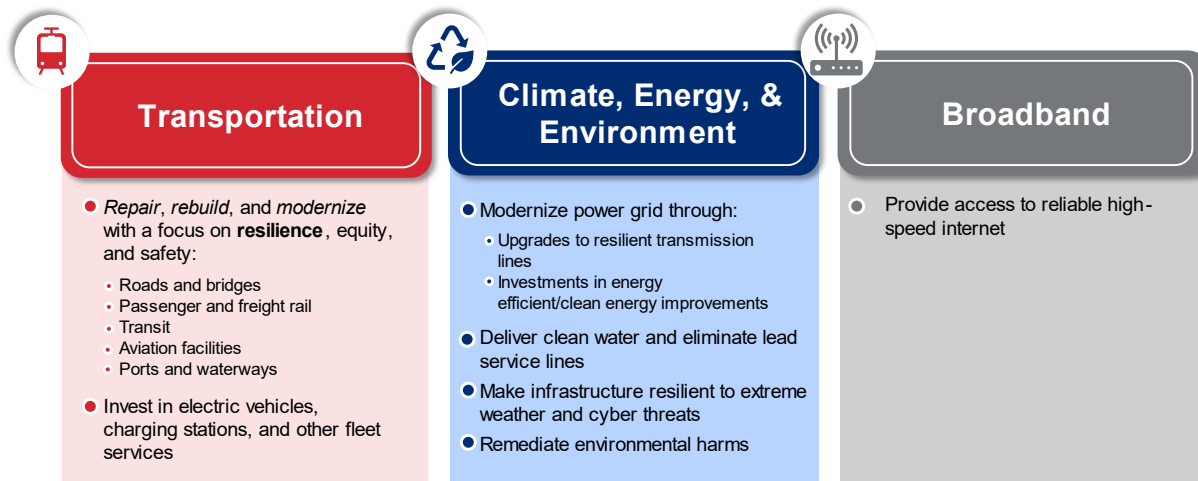 Transportation
Repair, rebuild, and modernize
with a focus on resilience, equity,
and safety:
Roads and bridges
Passenger and freight rail
Transit
Aviation facilities
Ports and waterways
Invest in electric vehicles,
charging stations, and other fleet
services
Climate, Energy, &
Environment
Modernize power grid through:
Upgrades to resilient transmission
lines
Investments in energy
efficient/clean energy improvements
Deliver clean water and eliminate lead
service lines
Make infrastructure resilient to extreme
weather and cyber threats
Remediate environmental harms
Broadband
Provide access to reliable high-
speed internet